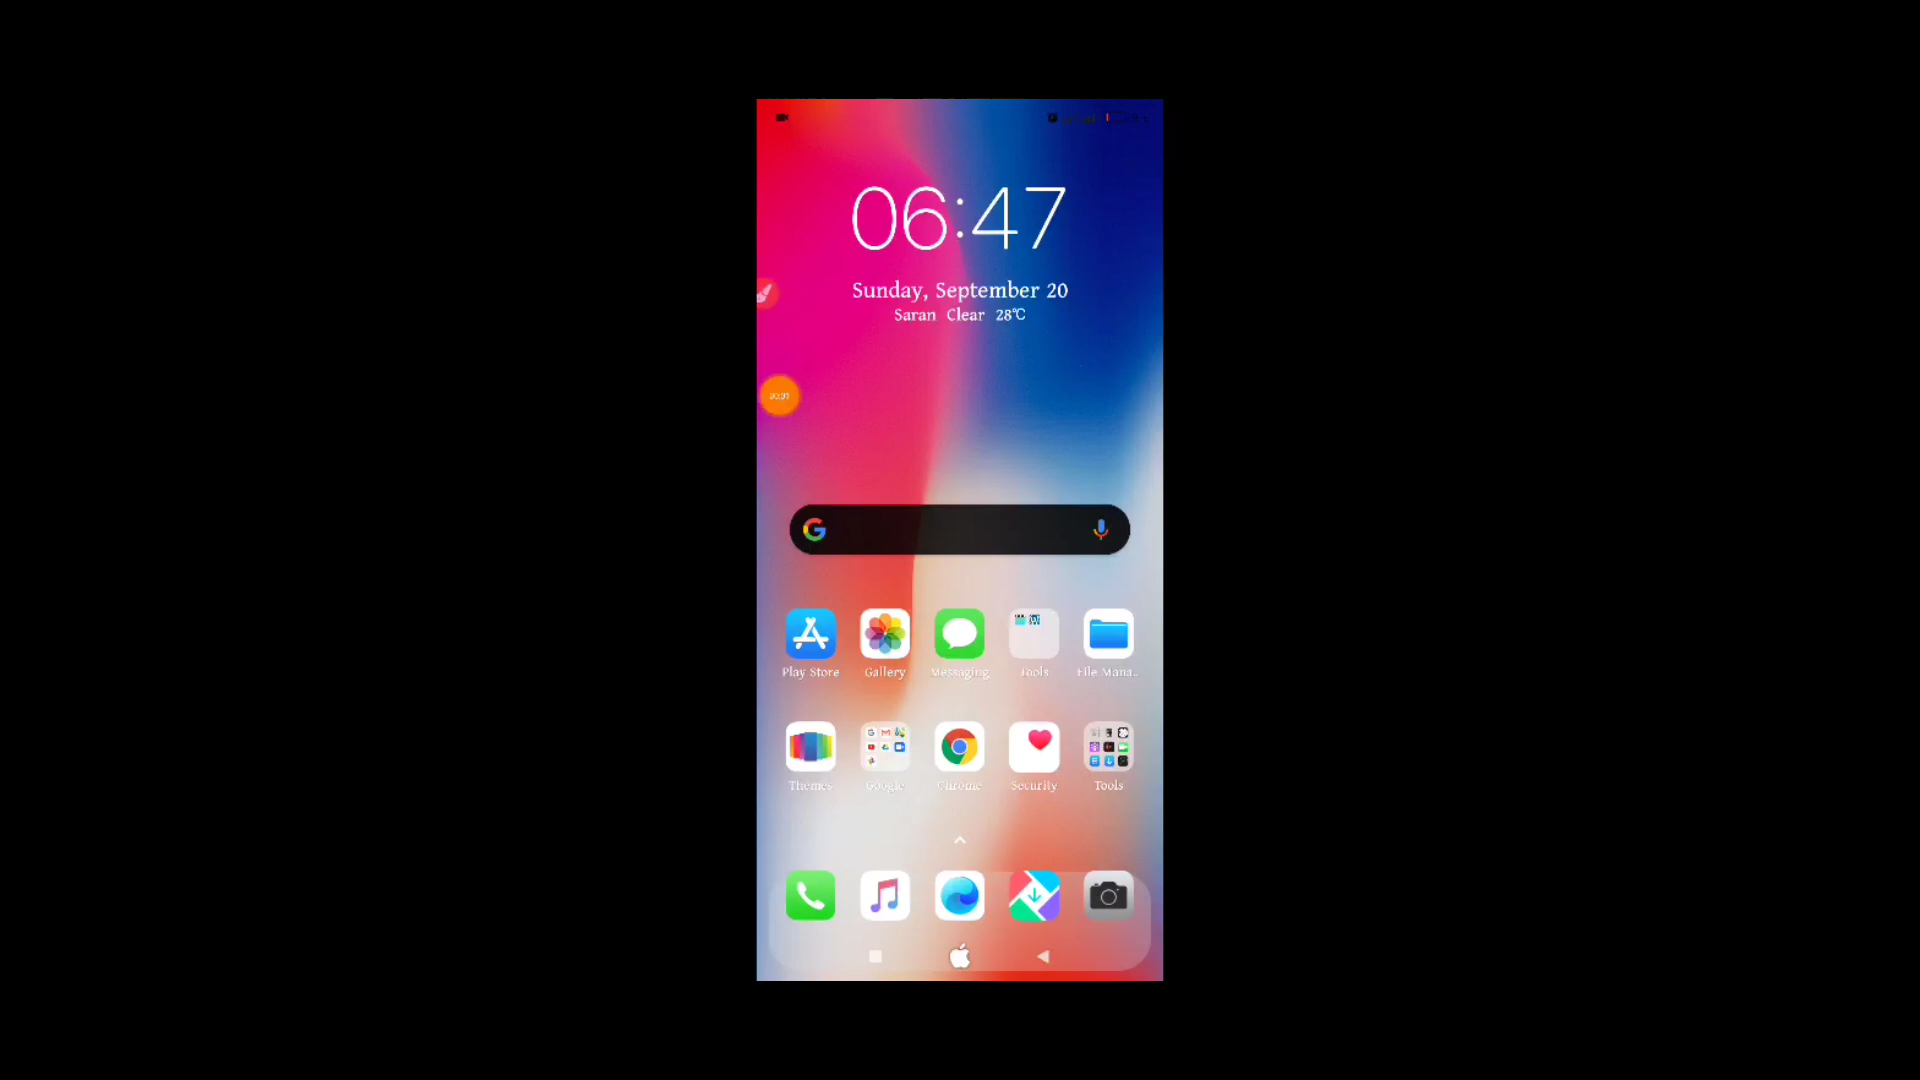 06:47
Sunday, September 20
Saran Clear 28℃
Play Store
Gallery
Messaging
Tools
File Mana..
Themes
Google
Chrome
Security
Tools